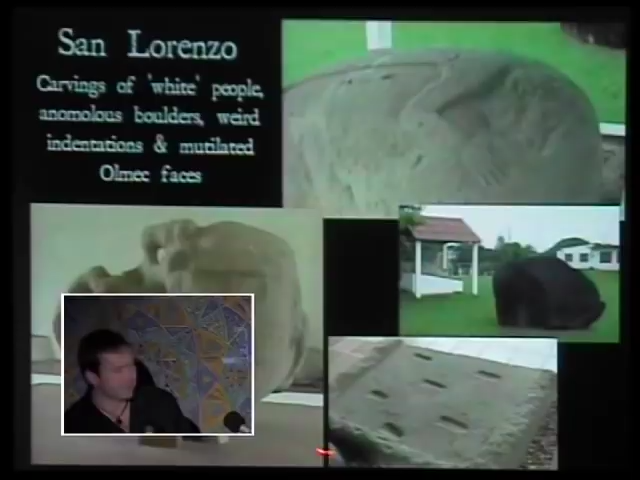 San Lorenzo
Carvings of 'white' people,
anomolous boulders, weird
indentations & mutilated
Olmec faces